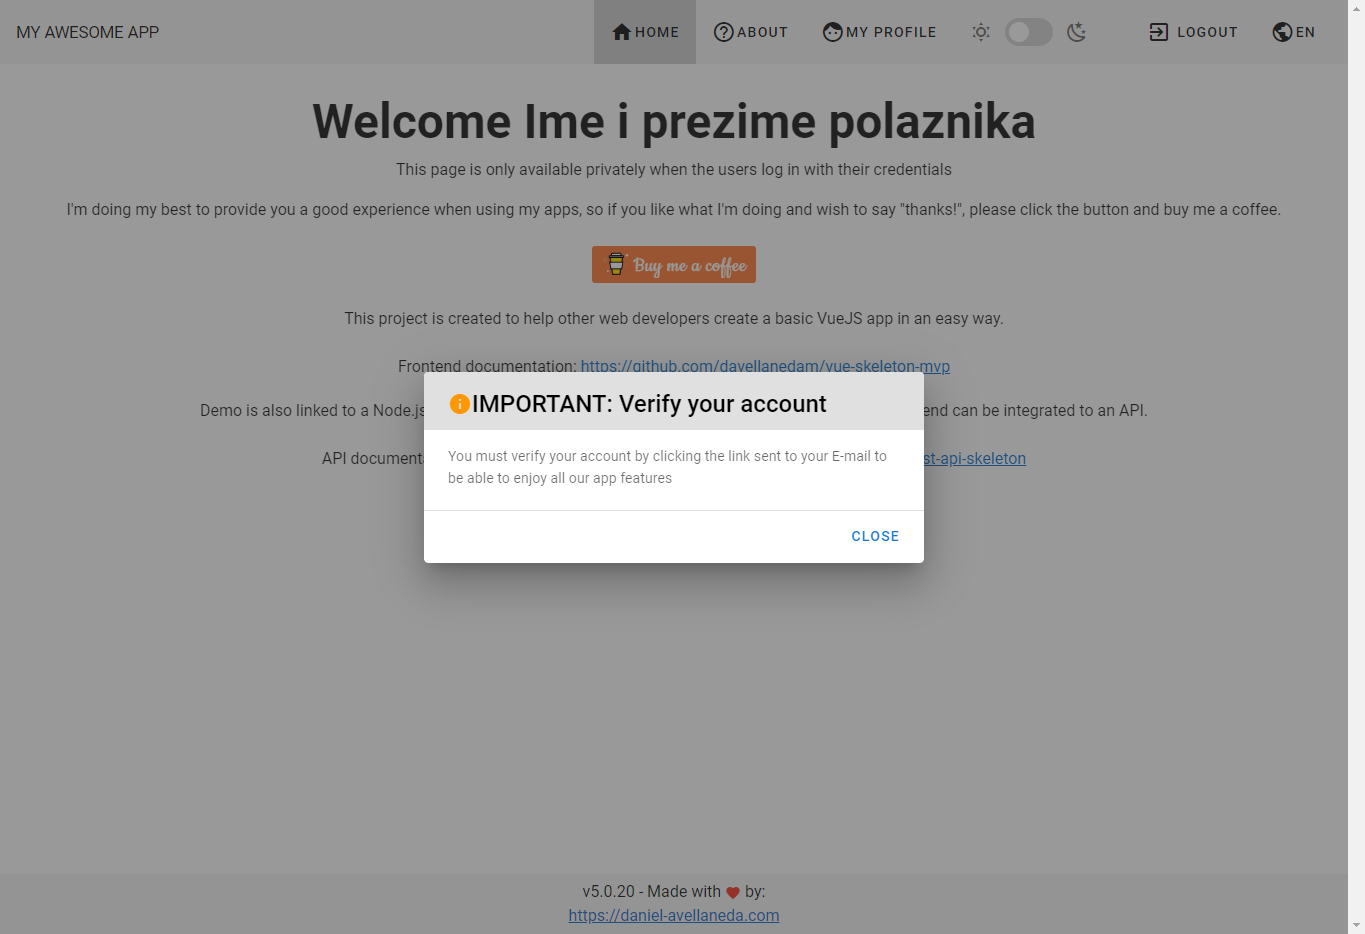 MY AWESOME APP
HOME
ABOUT
MY PROFILE
LOGOUT
EN
Welcome Ime i prezime polaznika
This page is only available privately when the users log in with their credentials
I'm doing my best to provide you a good experience when using my apps, so if you like what I'm doing and wish to say "thanks!", please click the button and buy me a coffee.
Buy me a coffee
This project is created to help other web developers create a basic VueJS app in an easy way.
Frontend documentation: https://github.com/davellanedam/vue-skeleton-mvp
IMPORTANT: Verify your account
Demo is also linked to a Node.js end can be integrated to an API.
You must verify your account by clicking the link sent to your E-mail to
API document st-api-skeleton
be able to enjoy all our app features
CLOSE
v5.0.20 - Made with by:
https://daniel-avellaneda.com